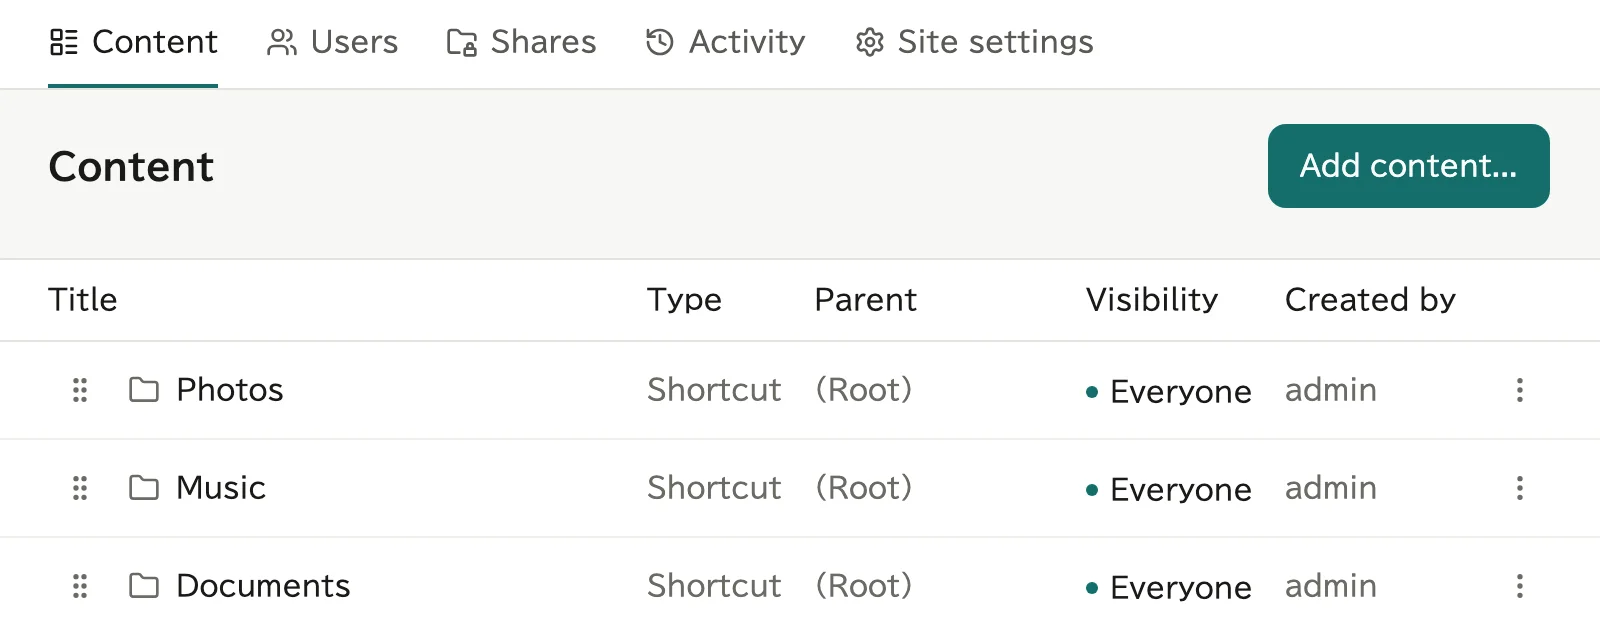 Content Users Shares Activity Site settings
Content
Add content...
Title Type Parent Visibility Created by
Photos Shortcut (Root) Everyone admin
Music Shortcut (Root) Everyone admin
Documents Shortcut (Root) Everyone admin